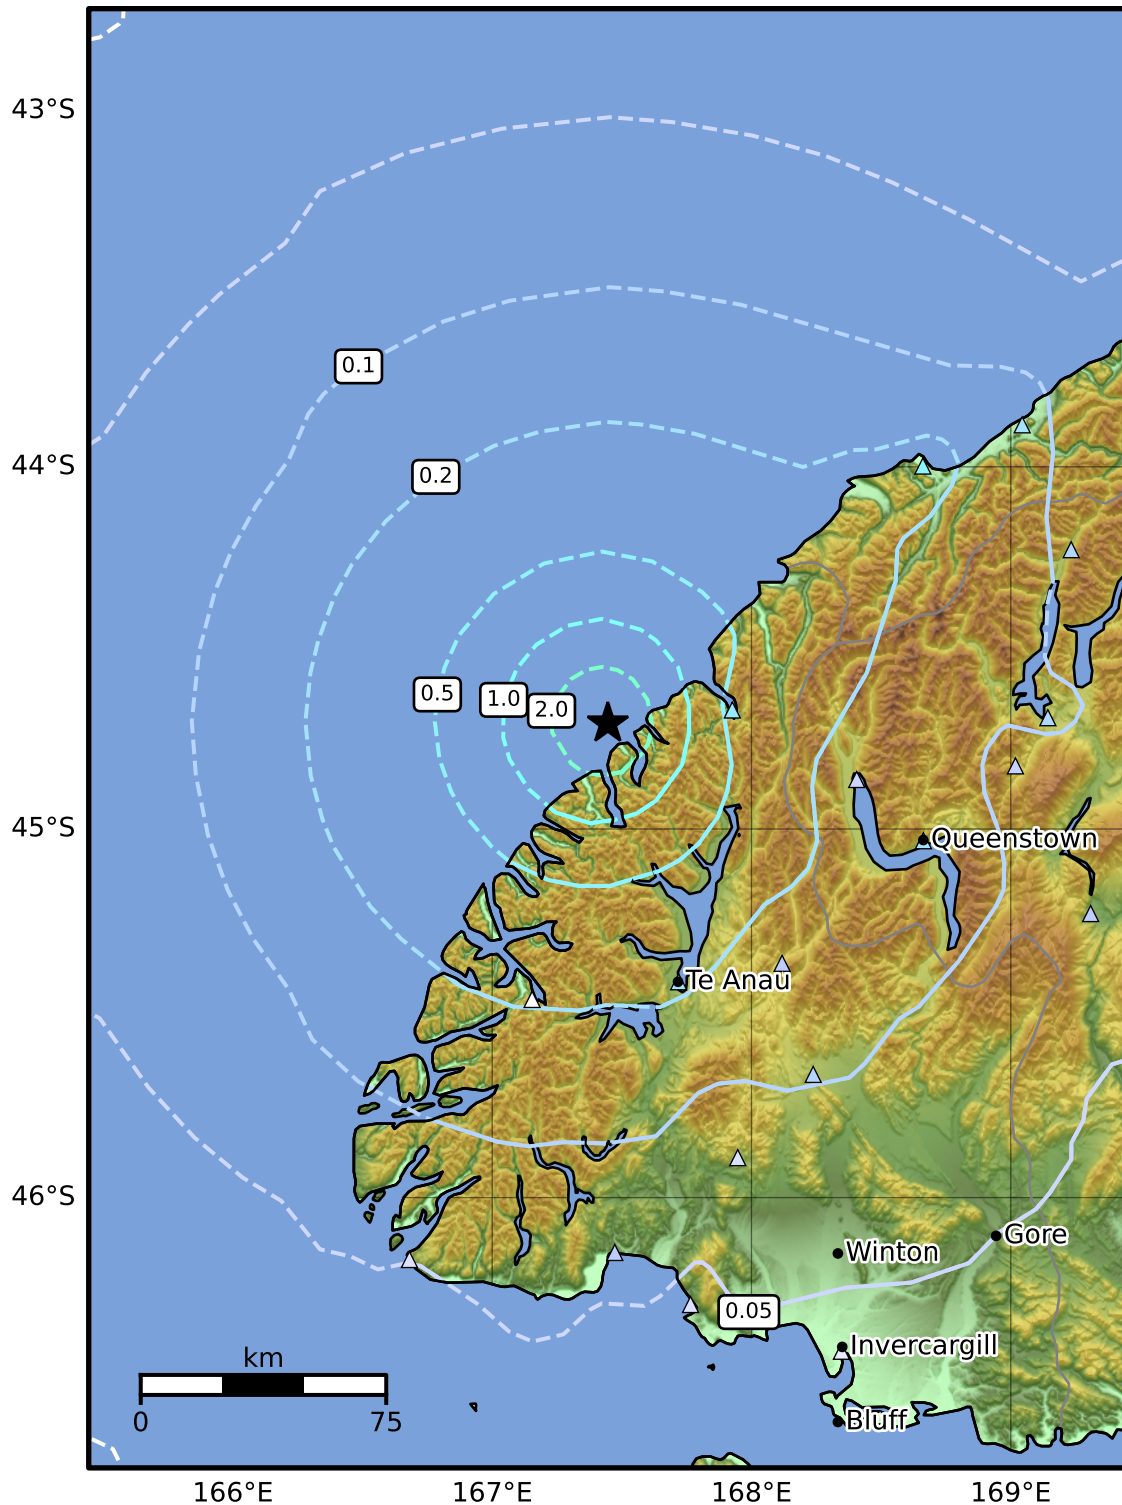 43°S
0.1
44°S
0.2
0.5
1.0
2.0
45°S
Queenstown
Te Anau
46°S
Gore
Winton
0.05
Invercargill
km
0 75
Bluff
166°E 167°E 168°E 169°E